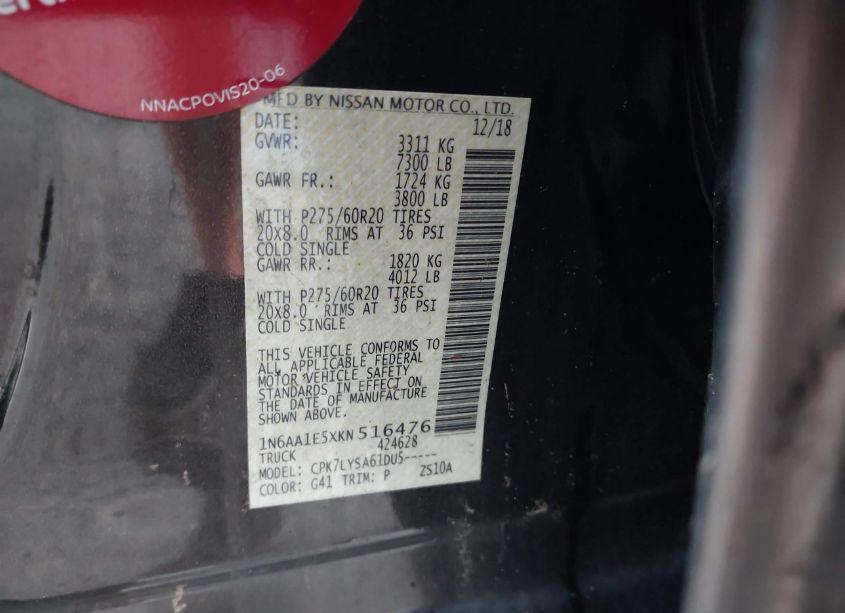 NNACPOVIS20-06
MFD BY NISSAN MOTOR CO., LTD.
DATE: 12/18
GVWR: 3311 KG
7300 LB
GAWR FR.: 1724 KG
3800 LB
WITH P275/60R20 TIRES
20X8.0 RIMS AT 36 PSI
COLD SINGLE
GAWR RR.: 1820 KG
4012 LB
WITH P275/60R20 TIRES
20X8.0 RIMS AT 36 PSI
COLD SINGLE
THIS VEHICLE CONFORMS TO
ALL APPLICABLE FEDERAL
MOTOR VEHICLE SAFETY
STANDARDS IN EFFECT ON
THE DATE OF MANUFACTURE
SHOWN ABOVE.
1N6AA1E5XKN516476
TRUCK 424628
MODEL: CPK7LYSA61DU5-----
COLOR: G41 TRIM: P ZS10A